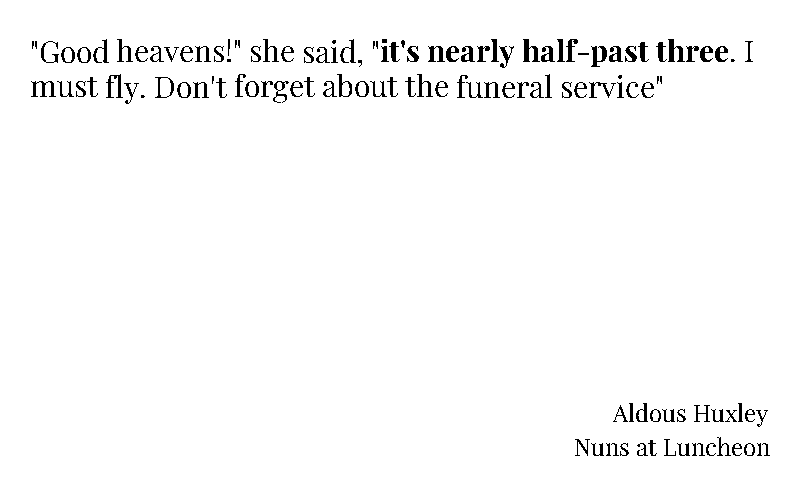 "Good heavens!" she said, "it's nearly half-past three. I
must fly. Don't forget about the funeral service"
Aldous Huxley
Nuns at Luncheon